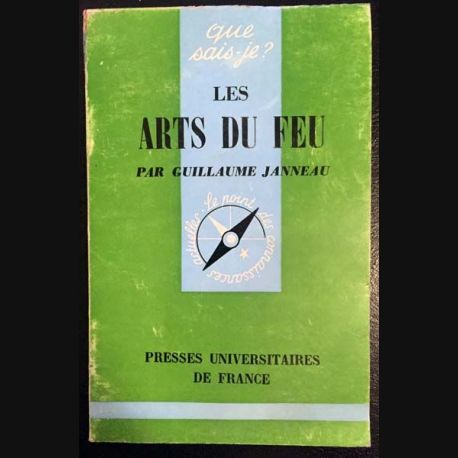 que
sais-je?
LES
ARTS DU FEU
PAR GUILLAUME JANNEAU
Le point des connaissances actuelles
PRESSES UNIVERSITAIRES
DE FRANCE